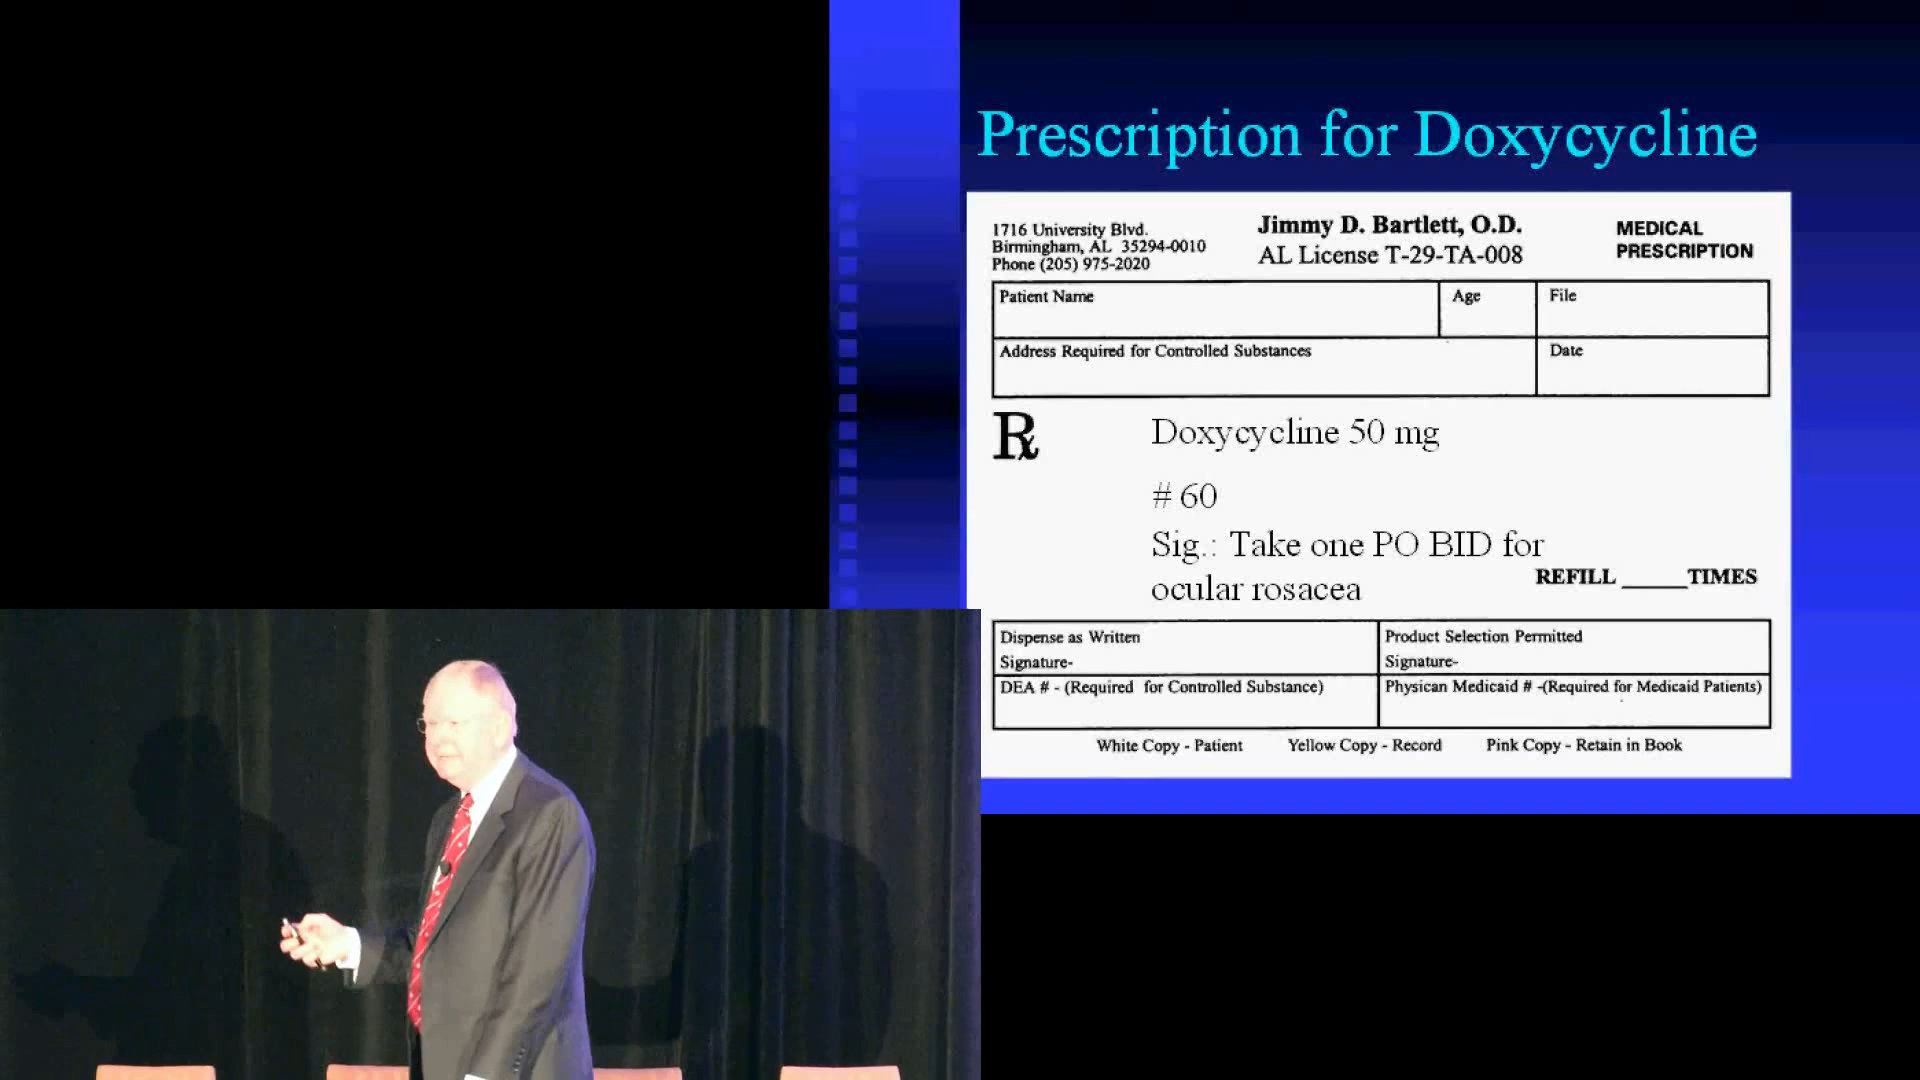 Prescription for Doxycycline
1716 University Blvd.
Birmingham, AL 35294-0010
Phone (205) 975-2020
Jimmy D. Bartlett, O.D.
AL License T-29-TA-008
MEDICAL
PRESCRIPTION
Patient Name
Age
File
Address Required for Controlled Substances
Date
℞
Doxycycline 50 mg
# 60
Sig.: Take one PO BID for
ocular rosacea
REFILL ______TIMES
Dispense as Written
Signature-
Product Selection Permitted
Signature-
DEA # - (Required for Controlled Substance)
Physican Medicaid # -(Required for Medicaid Patients)
White Copy - Patient
Yellow Copy - Record
Pink Copy - Retain in Book